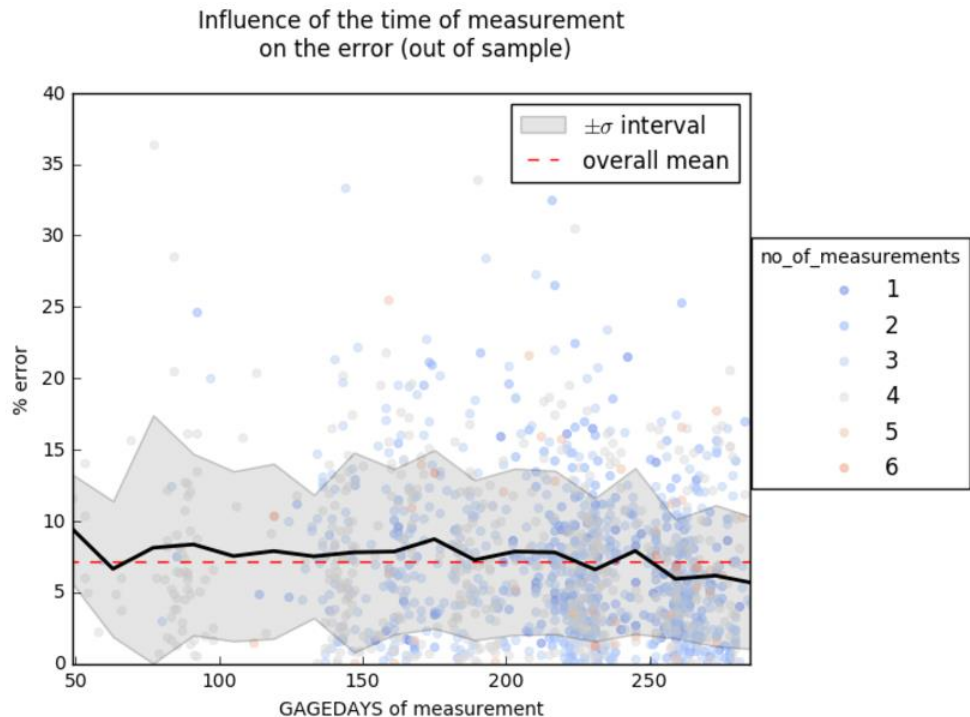 Influence of the time of measurement
on the error (out of sample)
40
35
30
25
20
15
10
5
0
% error
50
100
150
200
250
GAGEDAYS of measurement
±σ interval
overall mean
no_of_measurements
1
2
3
4
5
6